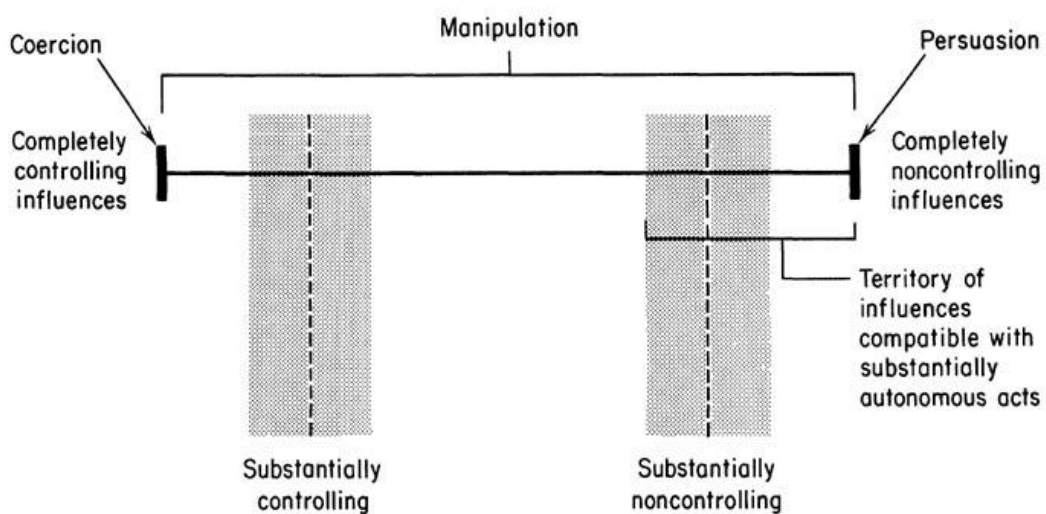 Manipulation
Coercion
Persuasion
Completely
controlling
influences
Completely
noncontrolling
influences
Territory of
influences
compatible with
substantially
autonomous acts
Substantially
controlling
Substantially
noncontrolling